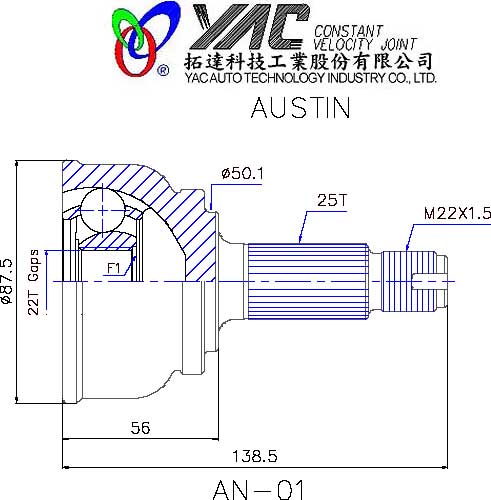 YAC
CONSTANT
VELOCITY JOINT
拓達科技工業股份有限公司
YAC AUTO TECHNOLOGY INDUSTRY CO., LTD.
AUSTIN
ø50.1
25T
M22X1.5
ø87.5
22T Gaps
F1
56
138.5
AN-01